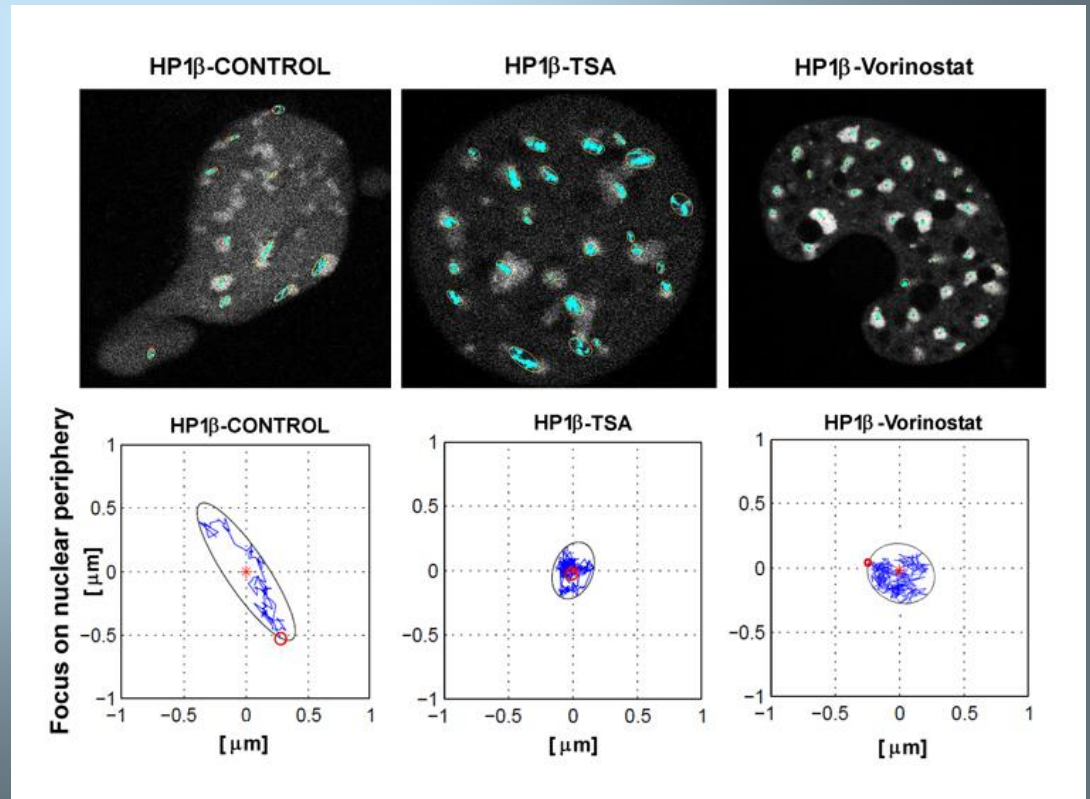 HP1β-CONTROL
HP1β-TSA
HP1β-Vorinostat
Focus on nuclear periphery
HP1β-CONTROL
1
0.5
0
−0.5
−1
[μm]
−1 −0.5 0 0.5 1
[μm]
HP1β-TSA
1
0.5
0
−0.5
−1
−1 −0.5 0 0.5 1
[μm]
HP1β-Vorinostat
1
0.5
0
−0.5
−1
−1 −0.5 0 0.5 1
[μm]